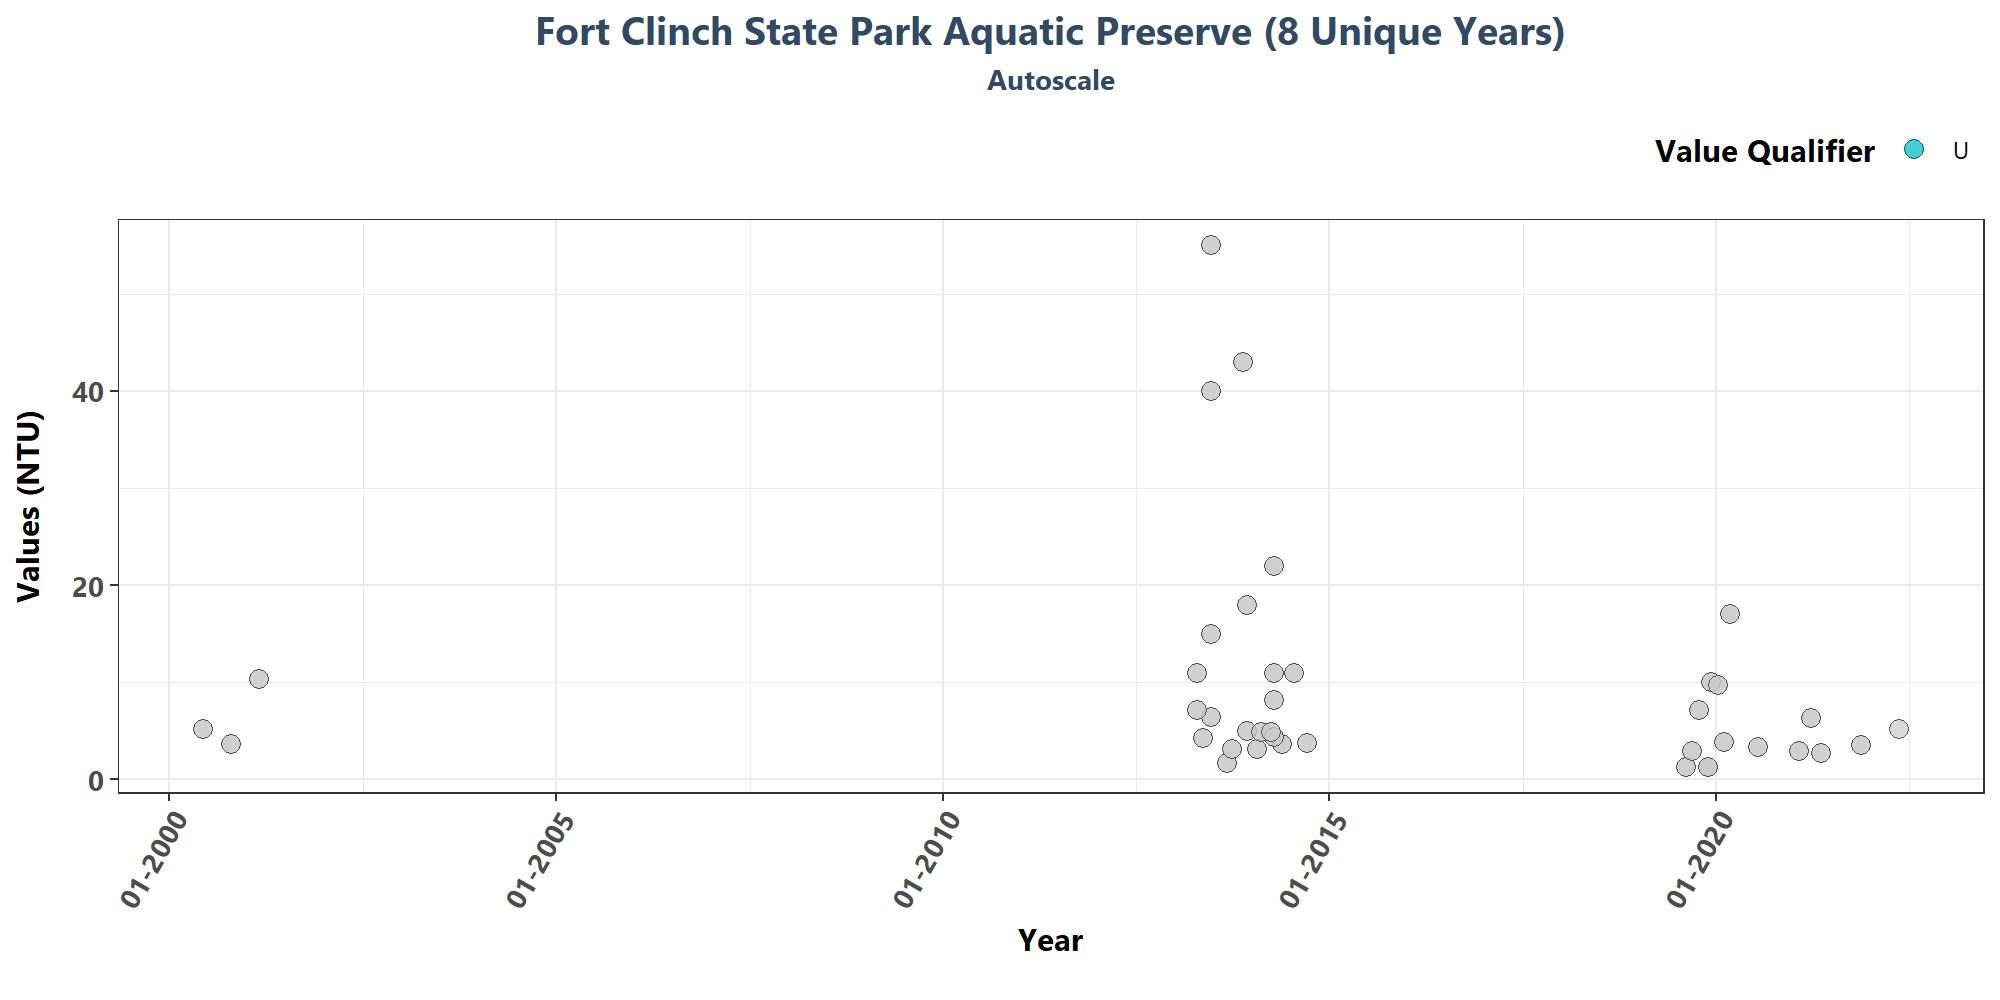 Fort Clinch State Park Aquatic Preserve (8 Unique Years)
Autoscale
Value Qualifier U
Values (NTU)
40
20
0
01-2000 01-2005 01-2010 01-2015 01-2020
Year